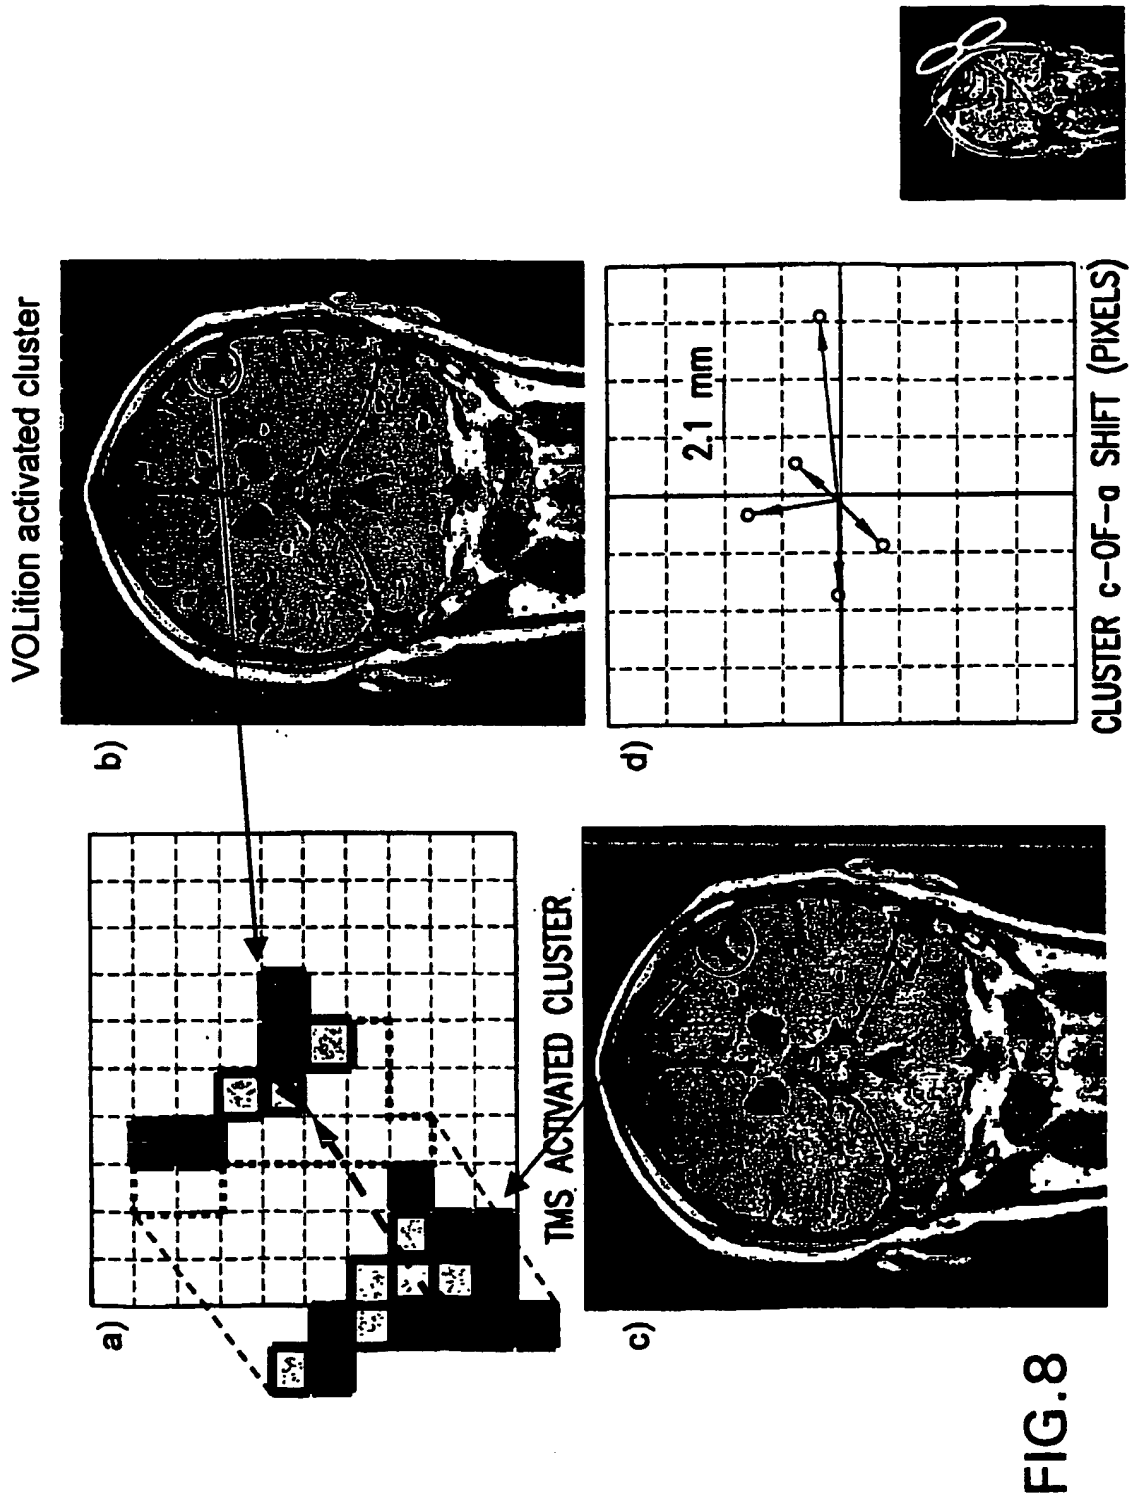 VOLition activated cluster
a)
b)
TMS ACTIVATED CLUSTER
c)
d)
2.1 mm
CLUSTER c-OF-a SHIFT (PIXELS)
FIG.8